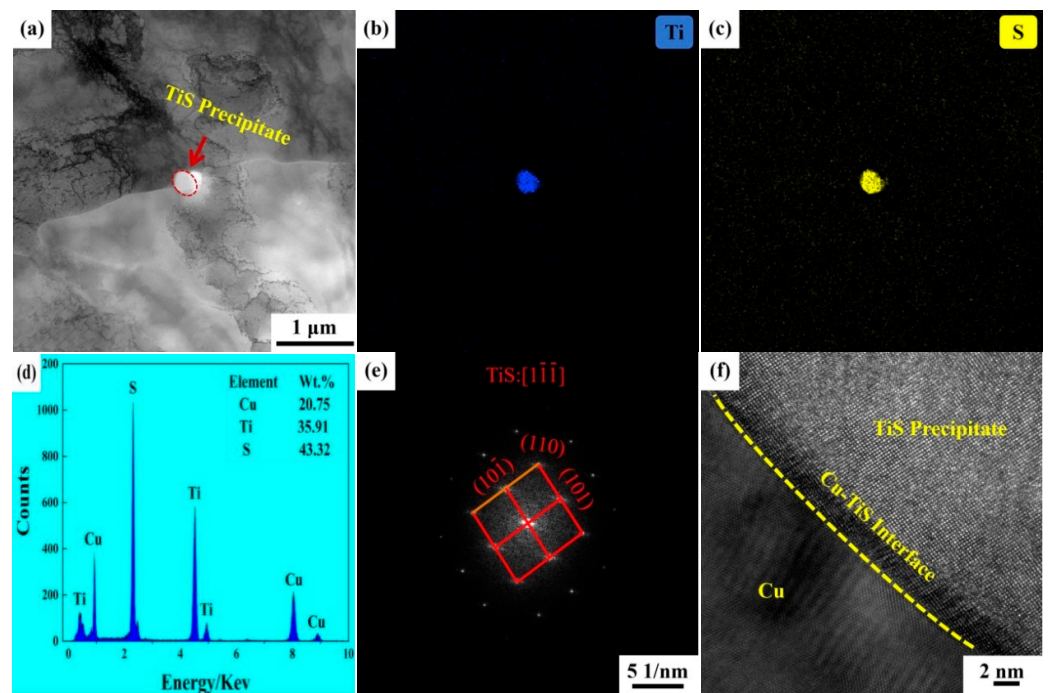 (a)
TiS Precipitate
1 μm
(b)
Ti
(c)
S
(d)
Counts
200
1000
800
600
400
200
0
Element Wt.%
Cu 20.75
Ti 35.91
S 43.32
Ti
Cu
S
Ti
Ti
Cu
Cu
0 2 4 6 8 10
Energy/Kev
(e)
TiS:[11̄1̄]
(110)
(101̄)
(101)
5 1/nm
(f)
TiS Precipitate
Cu-TiS Interface
Cu
2 nm